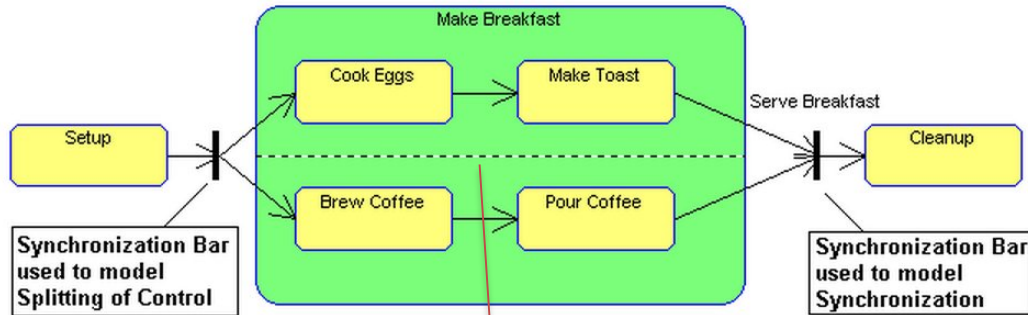 Make Breakfast
Cook Eggs
Make Toast
Serve Breakfast
Setup
Cleanup
Brew Coffee
Pour Coffee
Synchronization Bar
used to model
Splitting of Control
Synchronization Bar
used to model
Synchronization